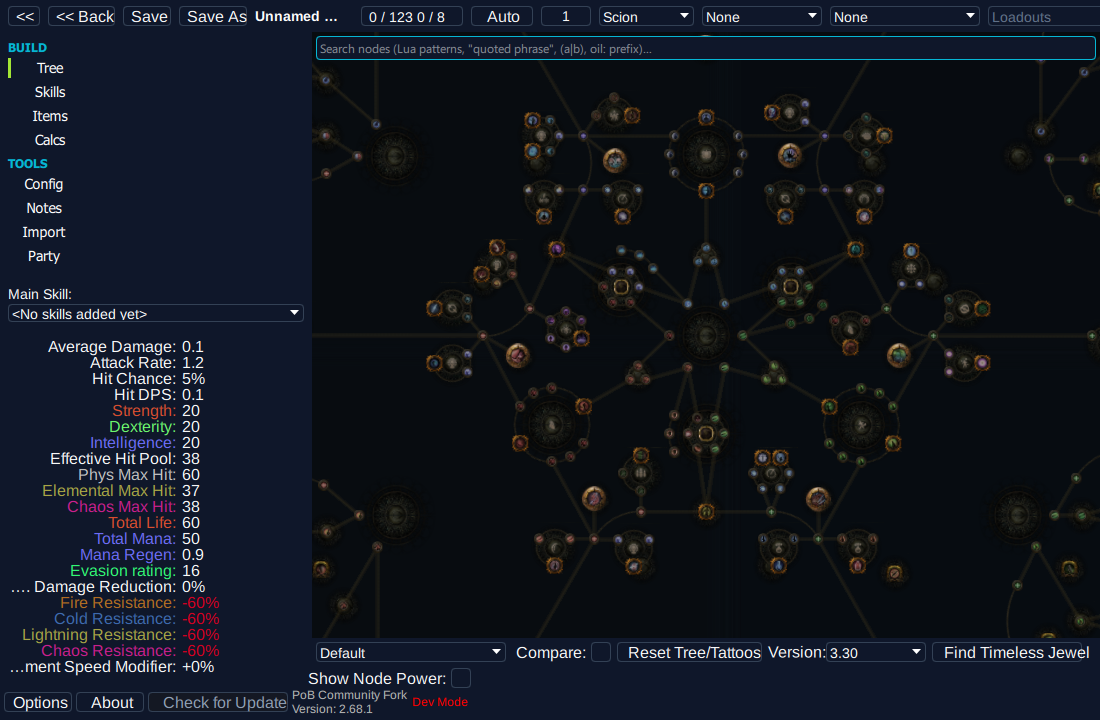 << << Back Save Save As Unnamed ... 0 / 123 0 / 8 Auto 1 Scion None None Loadouts
Search nodes (Lua patterns, "quoted phrase", (a|b), oil: prefix)...
BUILD
Tree
Skills
Items
Calcs
TOOLS
Config
Notes
Import
Party
Main Skill:
<No skills added yet>
Average Damage: 0.1
Attack Rate: 1.2
Hit Chance: 5%
Hit DPS: 0.1
Strength: 20
Dexterity: 20
Intelligence: 20
Effective Hit Pool: 38
Phys Max Hit: 60
Elemental Max Hit: 37
Chaos Max Hit: 38
Total Life: 60
Total Mana: 50
Mana Regen: 0.9
Evasion rating: 16
.... Damage Reduction: 0%
Fire Resistance: -60%
Cold Resistance: -60%
Lightning Resistance: -60%
Chaos Resistance: -60%
...ment Speed Modifier: +0%
Default Compare: Reset Tree/Tattoos Version: 3.30 Find Timeless Jewel
Show Node Power:
Options About Check for Update
PoB Community Fork
Version: 2.68.1
Dev Mode